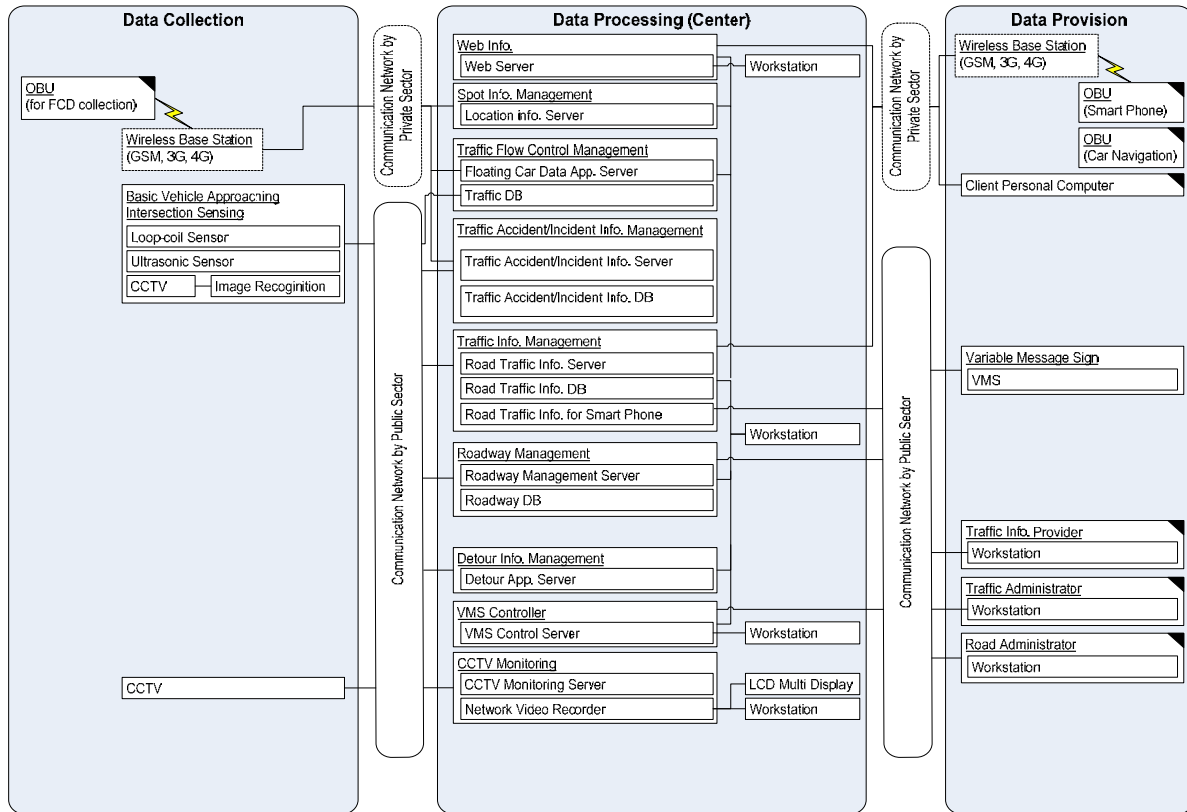 Data Collection
OBU
(for FCD collection)
Wireless Base Station
(GSM, 3G, 4G)
Basic Vehicle Approaching
Intersection Sensing
Loop-coil Sensor
Ultrasonic Sensor
CCTV
Image Recoginition
CCTV
Communication Network by
Private Sector
Communication Network by Public Sector
Data Processing (Center)
Web Info.
Web Server
Workstation
Spot Info. Management
Location info. Server
Traffic Flow Control Management
Floating Car Data App. Server
Traffic DB
Traffic Accident/Incident Info. Management
Traffic Accident/Incident Info. Server
Traffic Accident/Incident Info. DB
Traffic Info. Management
Road Traffic Info. Server
Road Traffic Info. DB
Road Traffic Info. for Smart Phone
Workstation
Roadway Management
Roadway Management Server
Roadway DB
Detour Info. Management
Detour App. Server
VMS Controller
VMS Control Server
Workstation
CCTV Monitoring
CCTV Monitoring Server
LCD Multi Display
Network Video Recorder
Workstation
Communication Network by
Private Sector
Communication Network by Public Sector
Data Provision
Wireless Base Station
(GSM, 3G, 4G)
OBU
(Smart Phone)
OBU
(Car Navigation)
Client Personal Computer
Variable Message Sign
VMS
Traffic Info. Provider
Workstation
Traffic Administrator
Workstation
Road Administrator
Workstation